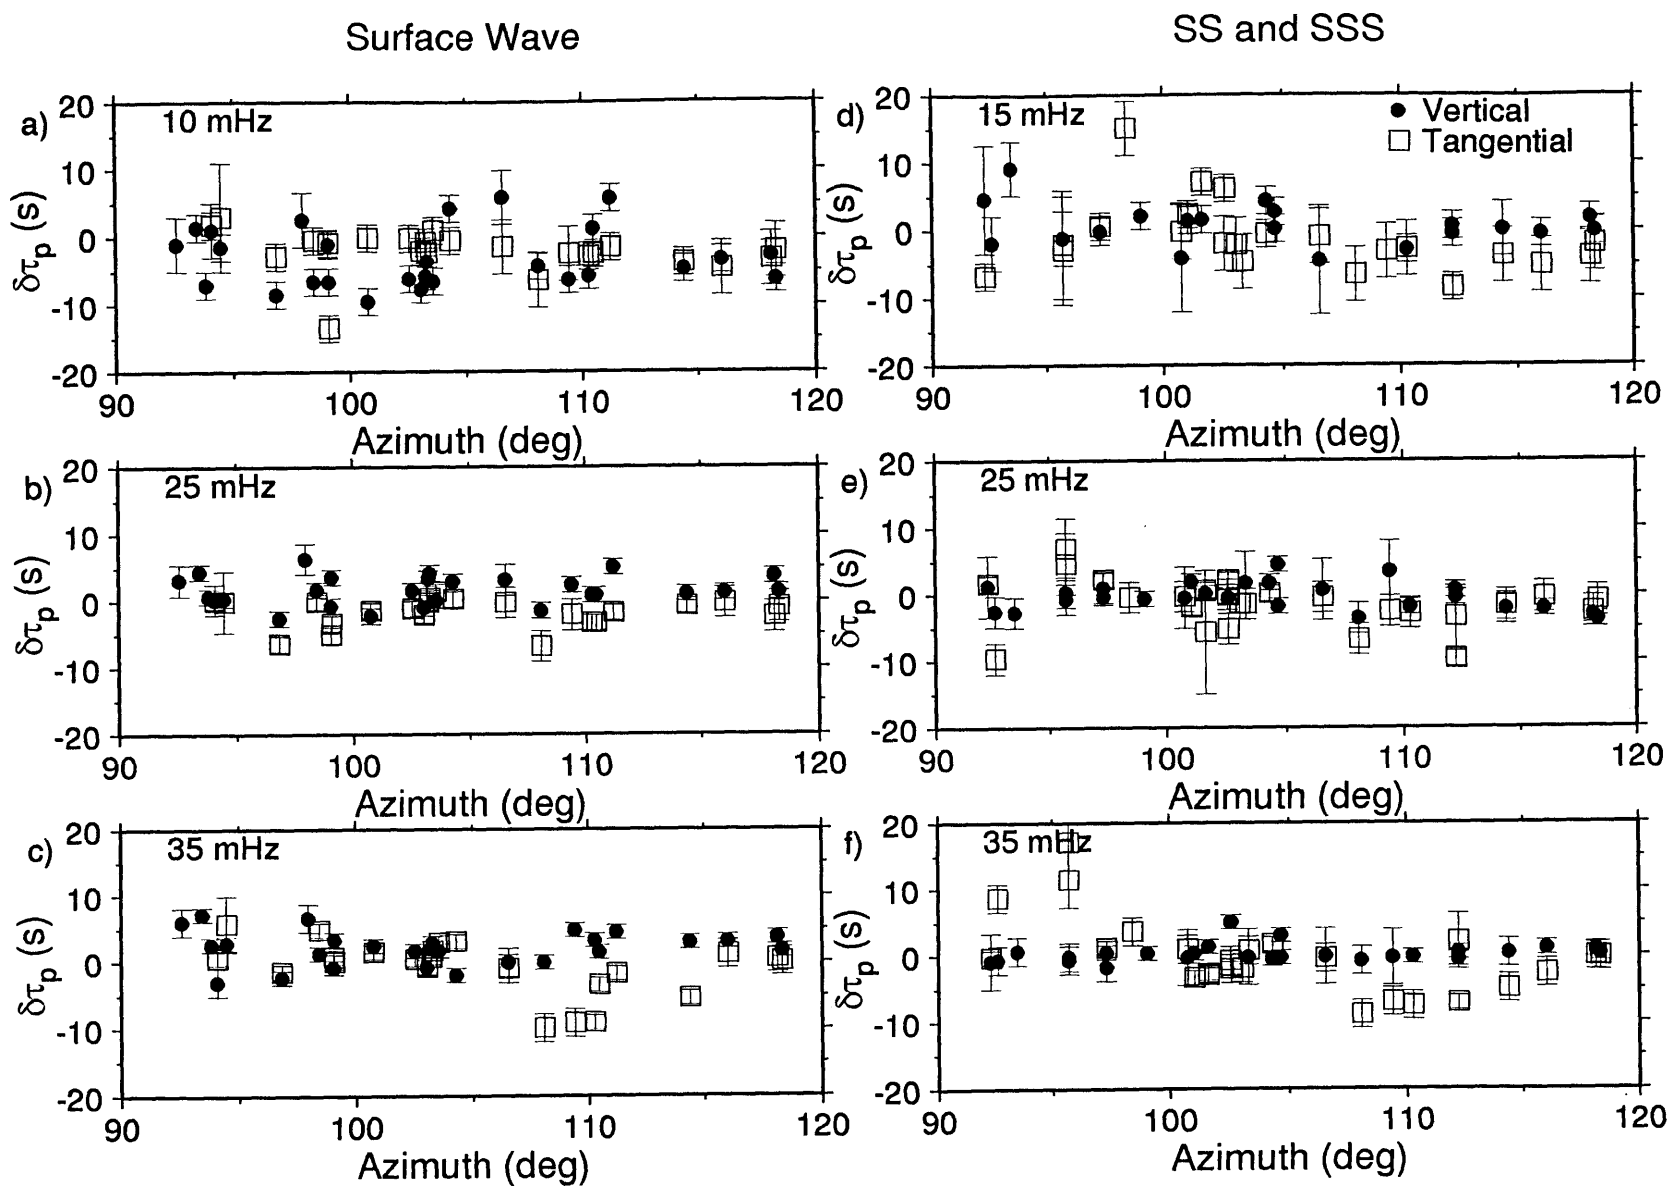 Surface Wave
SS and SSS
a)
10 mHz
20
10
0
-10
-20
δτp (s)
90
100
110
120
Azimuth (deg)
d)
15 mHz
Vertical
Tangential
20
10
0
-10
-20
δτp (s)
90
100
110
120
Azimuth (deg)
b)
25 mHz
20
10
0
-10
-20
δτp (s)
90
100
110
120
Azimuth (deg)
e)
25 mHz
20
10
0
-10
-20
δτp (s)
90
100
110
120
Azimuth (deg)
c)
35 mHz
20
10
0
-10
-20
δτp (s)
90
100
110
120
Azimuth (deg)
f)
35 mHz
20
10
0
-10
-20
δτp (s)
90
100
110
120
Azimuth (deg)